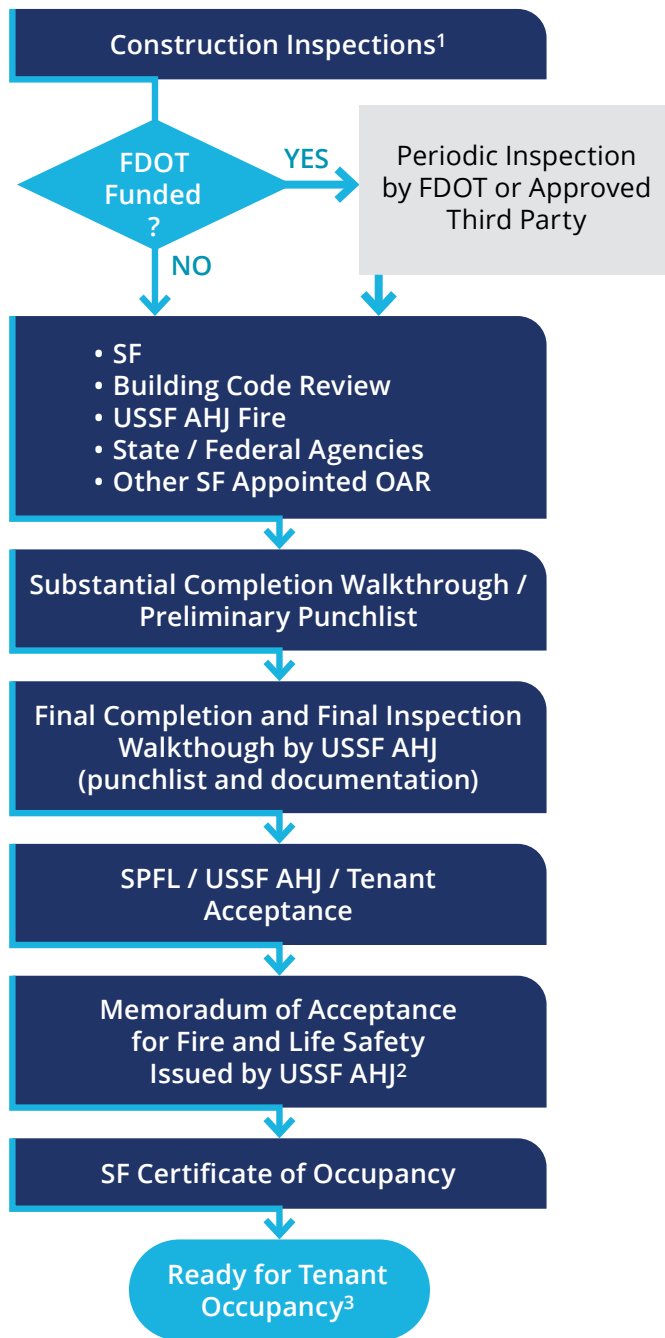 Construction Inspections¹
FDOT
Funded
?
YES
NO
Periodic Inspection
by FDOT or Approved
Third Party
• SF
• Building Code Review
• USSF AHJ Fire
• State / Federal Agencies
• Other SF Appointed OAR
Substantial Completion Walkthrough /
Preliminary Punchlist
Final Completion and Final Inspection
Walkthough by USSF AHJ
(punchlist and documentation)
SPFL / USSF AHJ / Tenant
Acceptance
Memoradum of Acceptance
for Fire and Life Safety
Issued by USSF AHJ²
SF Certificate of Occupancy
Ready for Tenant
Occupancy³